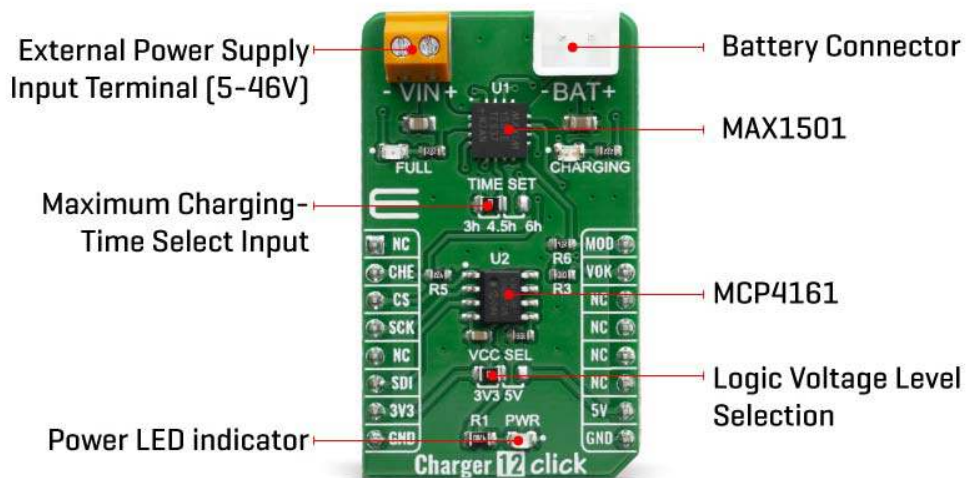 External Power Supply
Input Terminal (5-46V)
Battery Connector
- VIN +
U1
-BAT+
MAX1501
FULL
CHARGING
TIME SET
Maximum Charging-
Time Select Input
3h 4.5h 6h
NC
MOD
R6
CHE
U2
VOK
R5
R3
CS
NC
MCP4161
SCK
NC
NC
VCC SEL
NC
SDI
NC
Logic Voltage Level
Selection
3V3 5V
3V3
5V
R1 PWR
Power LED indicator
GND
GND
Charger 12 click